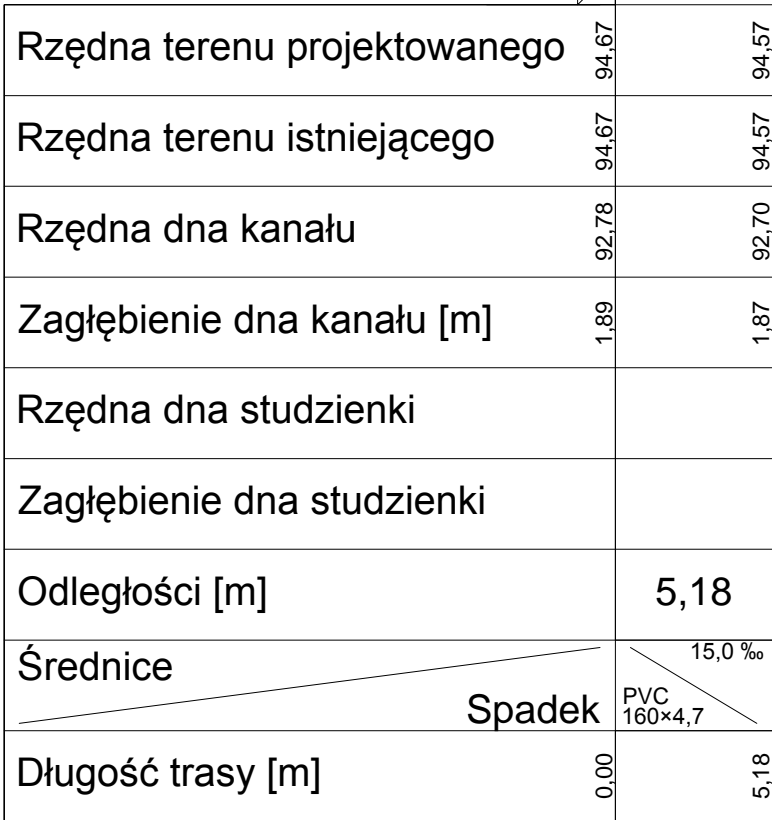 Rzędna terenu projektowanego 94,67 94,57
Rzędna terenu istniejącego 94,67 94,57
Rzędna dna kanału 92,78 92,70
Zagłębienie dna kanału [m] 1,89 1,87
Rzędna dna studzienki
Zagłębienie dna studzienki
Odległości [m] 5,18
Średnice 15,0 ‰
Spadek PVC
160×4,7
Długość trasy [m] 0,00 5,18